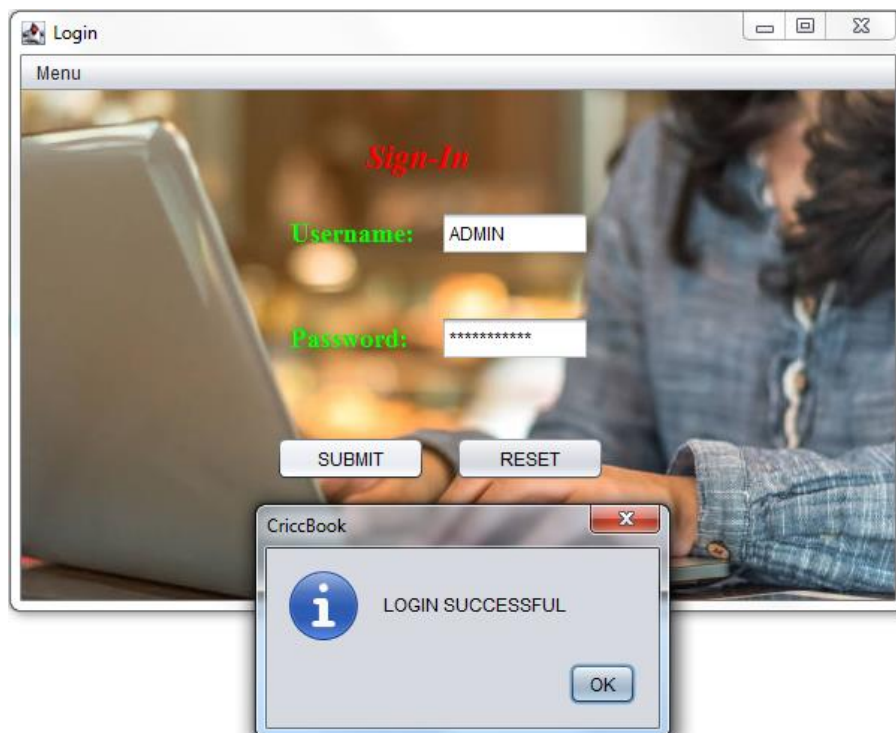 Login
Menu
Sign-In
Username: ADMIN
Password: ***********
SUBMIT RESET
CriccBook
LOGIN SUCCESSFUL
OK